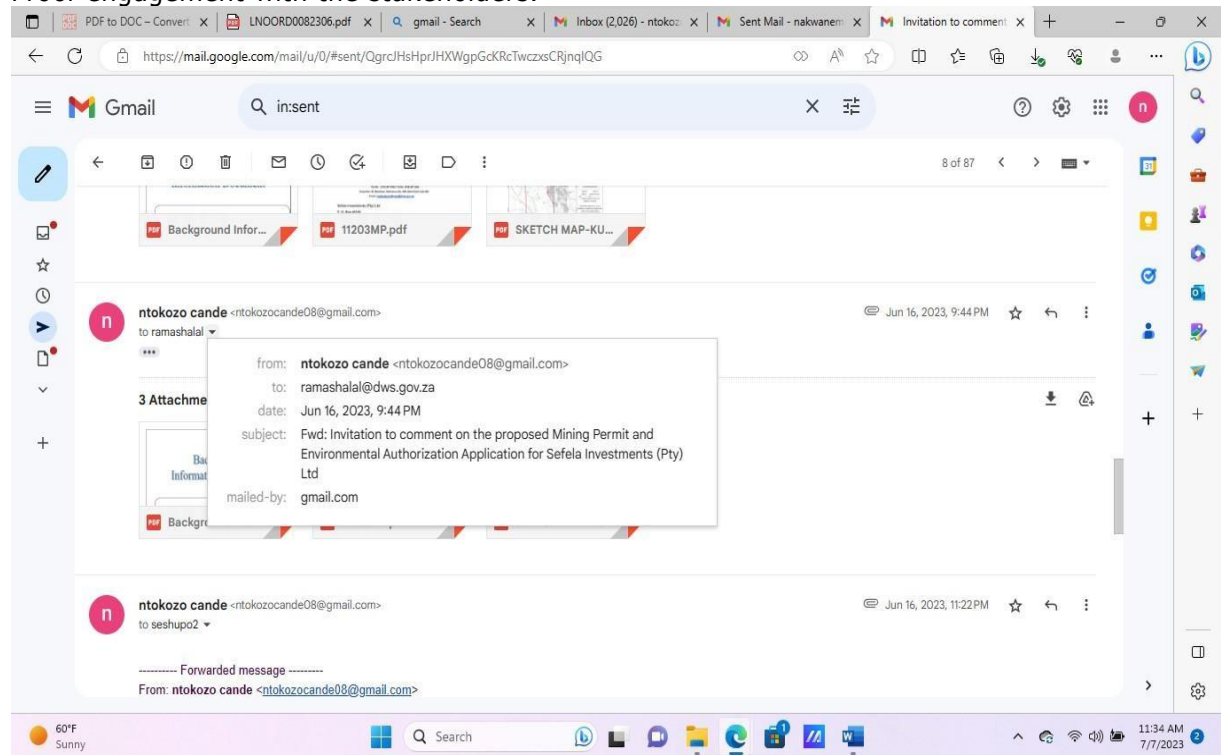 Proof engagement with the stakeholders.
PDF to DOC – Convert
LNOORD0082306.pdf
gmail - Search
Inbox (2,026) - ntokoz
Sent Mail - nakwanem
Invitation to comment
https://mail.google.com/mail/u/0/#sent/QgrcJHsHprJHXWgpGcKRcTwczxsCRjnqlQG
Gmail
in:sent
n
8 of 87
31
Background Infor...
11203MP.pdf
SKETCH MAP-KU...
n
ntokozo cande <ntokozocande08@gmail.com>
Jun 16, 2023, 9:44 PM
to ramashalal
from: ntokozo cande <ntokozocande08@gmail.com>
to: ramashalal@dws.gov.za
date: Jun 16, 2023, 9:44 PM
subject: Fwd: Invitation to comment on the proposed Mining Permit and
Environmental Authorization Application for Sefela Investments (Pty)
Ltd
mailed-by: gmail.com
3 Attachme
Bac
Informat
Backgr
n
ntokozo cande <ntokozocande08@gmail.com>
Jun 16, 2023, 11:22 PM
to seshupo2
---------- Forwarded message ---------
From: ntokozo cande <ntokozocande08@gmail.com>
60°F
Sunny
Search
11:34 AM
7/7/2023
2